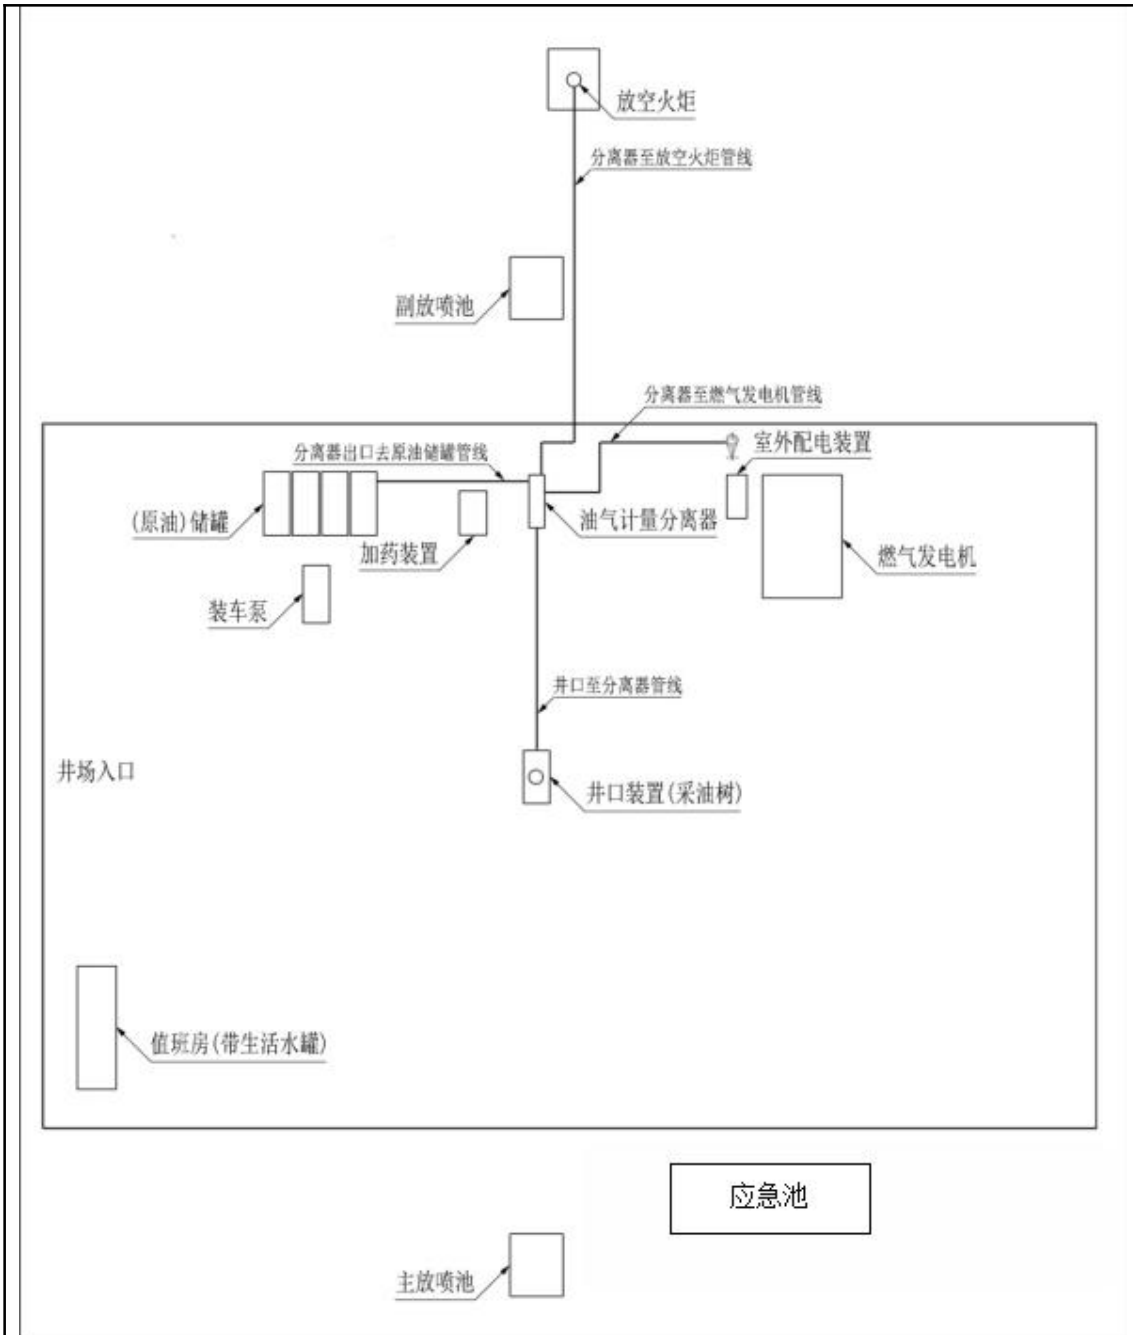 放空火炬
分离器至放空火炬管线
副放喷池
分离器至燃气发电机管线
室外配电装置
分离器出口去原油储罐管线
(原油)储罐
油气计量分离器
加药装置
燃气发电机
装车泵
井口至分离器管线
井场入口
井口装置(采油树)
值班房(带生活水罐)
应急池
主放喷池